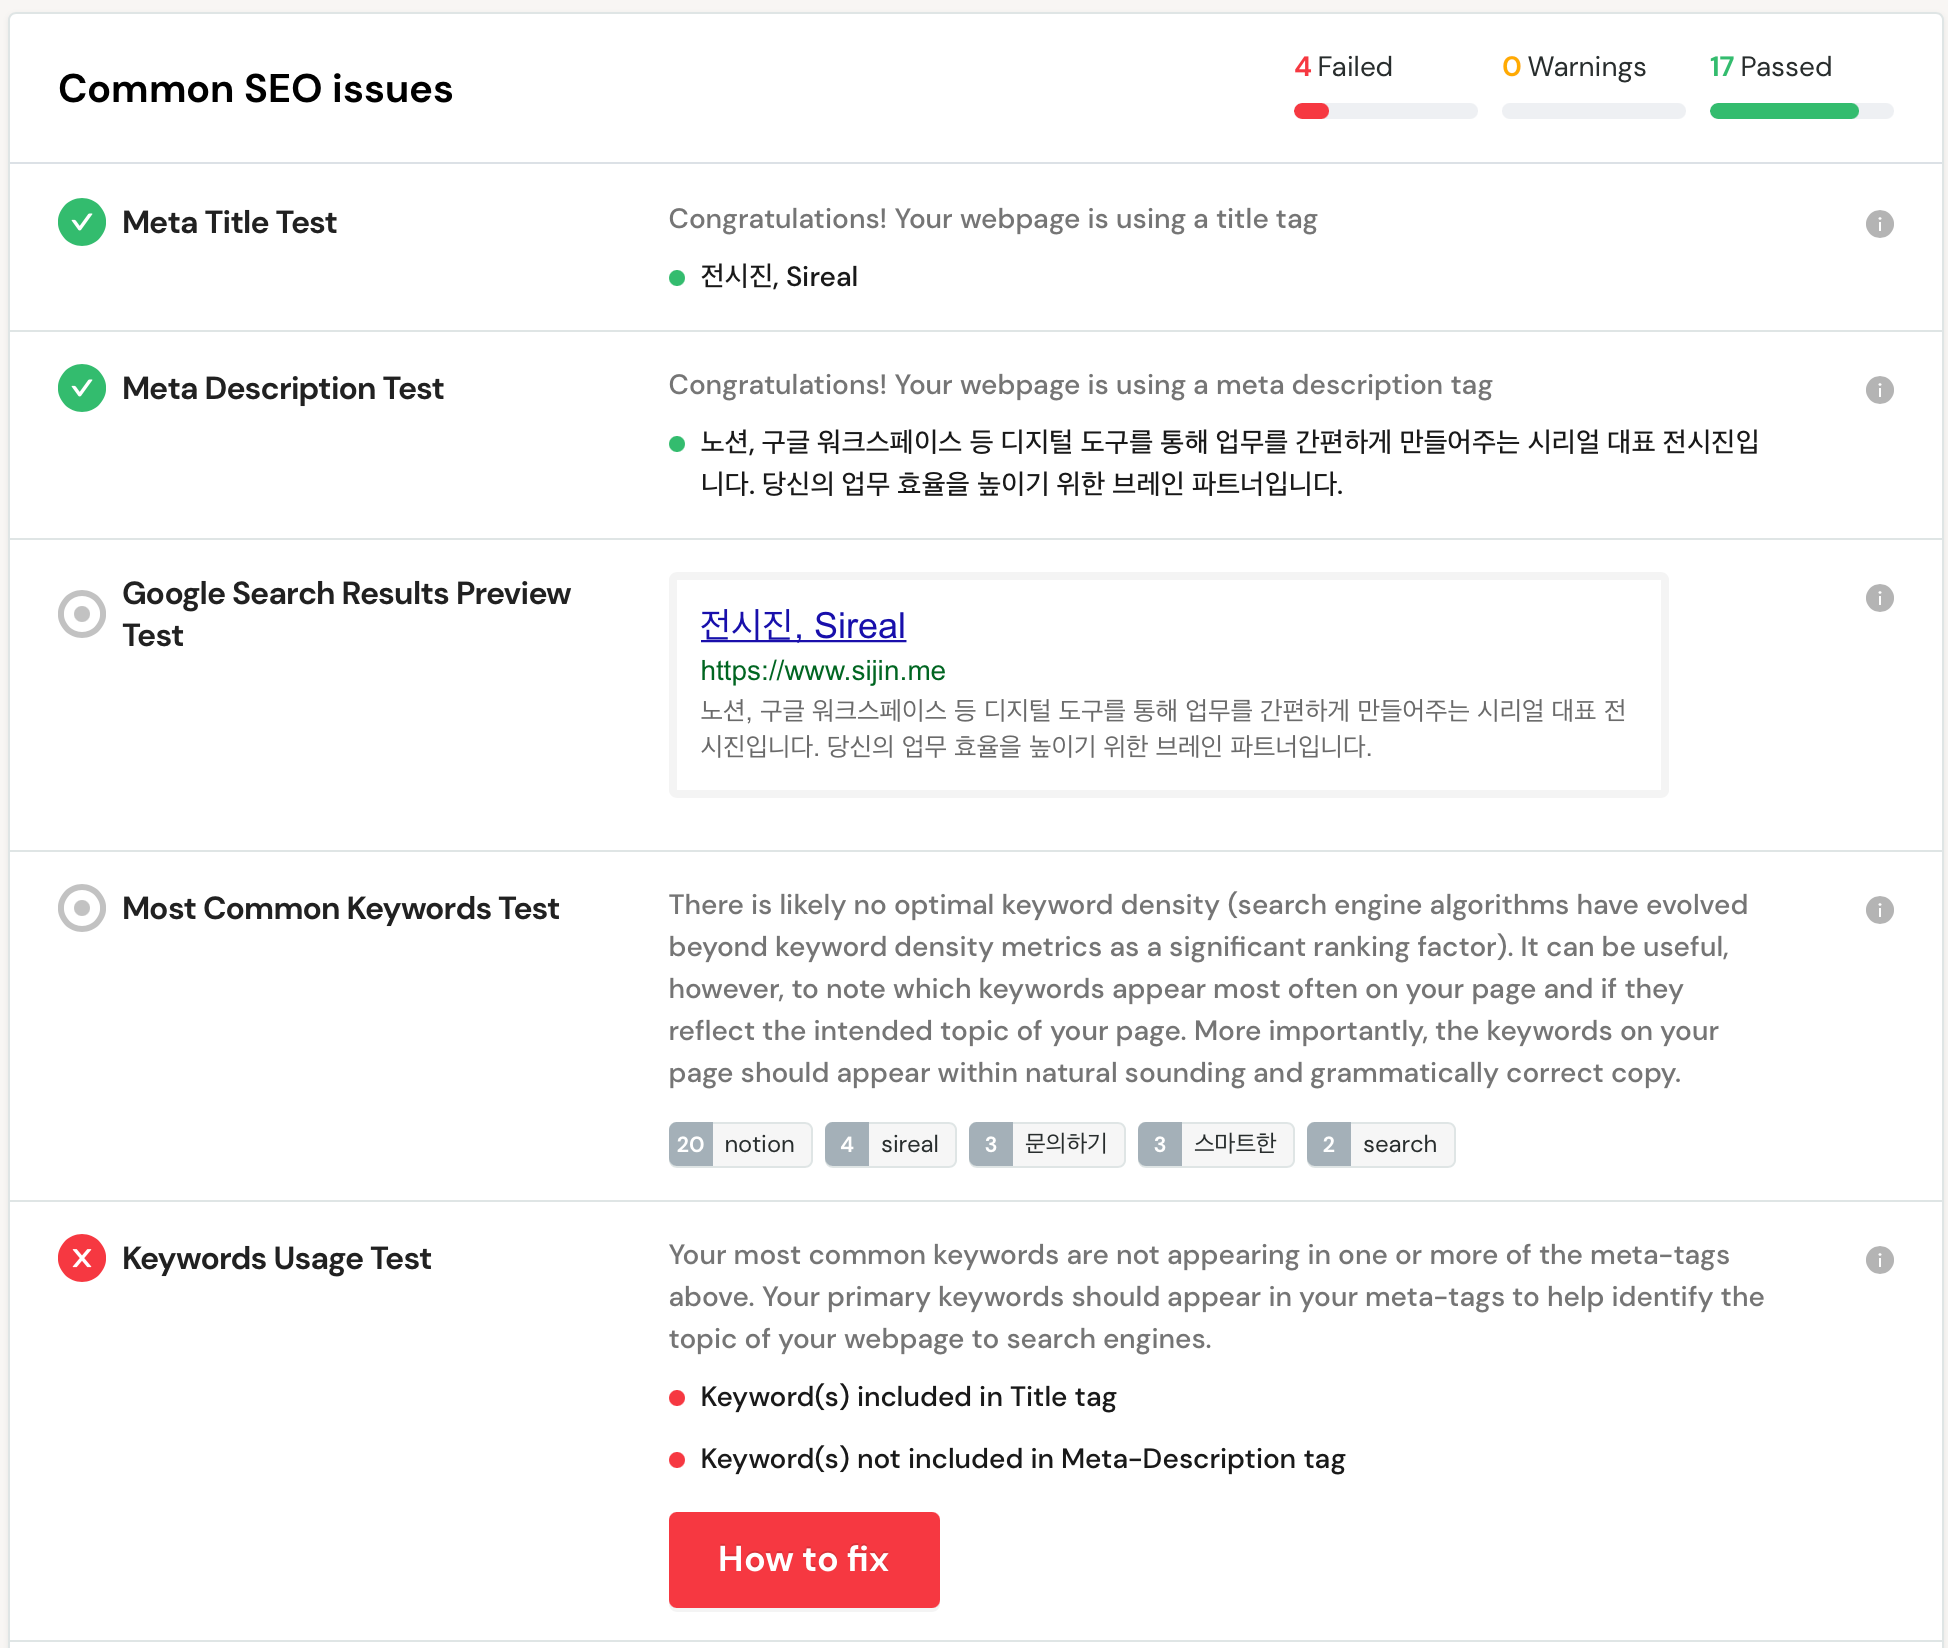 Common SEO issues
4 Failed
0 Warnings
17 Passed
Meta Title Test
Congratulations! Your webpage is using a title tag
전시진, Sireal
Meta Description Test
Congratulations! Your webpage is using a meta description tag
노션, 구글 워크스페이스 등 디지털 도구를 통해 업무를 간편하게 만들어주는 시리얼 대표 전시진입
니다. 당신의 업무 효율을 높이기 위한 브레인 파트너입니다.
Google Search Results Preview
Test
전시진, Sireal
https://www.sijin.me
노션, 구글 워크스페이스 등 디지털 도구를 통해 업무를 간편하게 만들어주는 시리얼 대표 전
시진입니다. 당신의 업무 효율을 높이기 위한 브레인 파트너입니다.
Most Common Keywords Test
There is likely no optimal keyword density (search engine algorithms have evolved
beyond keyword density metrics as a significant ranking factor). It can be useful,
however, to note which keywords appear most often on your page and if they
reflect the intended topic of your page. More importantly, the keywords on your
page should appear within natural sounding and grammatically correct copy.
20 notion 4 sireal 3 문의하기 3 스마트한 2 search
Keywords Usage Test
Your most common keywords are not appearing in one or more of the meta-tags
above. Your primary keywords should appear in your meta-tags to help identify the
topic of your webpage to search engines.
Keyword(s) included in Title tag
Keyword(s) not included in Meta-Description tag
How to fix